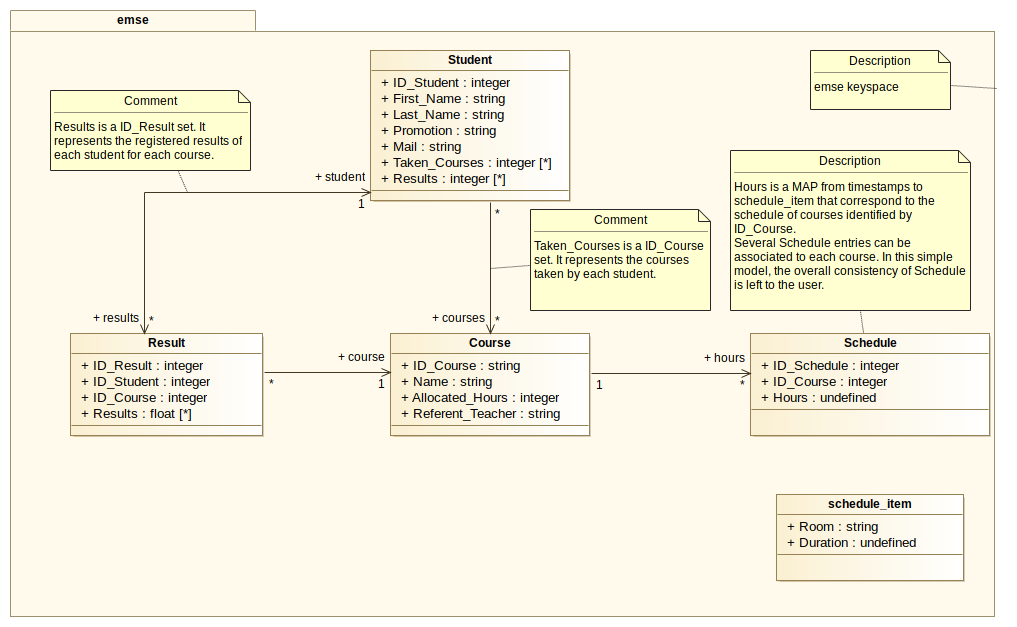 emse
Student
+ ID_Student : integer
+ First_Name : string
+ Last_Name : string
+ Promotion : string
+ Mail : string
+ Taken_Courses : integer [*]
+ Results : integer [*]
Description
emse keyspace
Comment
Results is a ID_Result set. It
represents the registered results of
each student for each course.
Description
Hours is a MAP from timestamps to
schedule_item that correspond to the
schedule of courses identified by
ID_Course.
Several Schedule entries can be
associated to each course. In this simple
model, the overall consistency of Schedule
is left to the user.
+ student
1
*
Comment
Taken_Courses is a ID_Course
set. It represents the courses
taken by each student.
+ results
*
+ courses
*
Result
+ ID_Result : integer
+ ID_Student : integer
+ ID_Course : integer
+ Results : float [*]
+ course
*
1
Course
+ ID_Course : string
+ Name : string
+ Allocated_Hours : integer
+ Referent_Teacher : string
+ hours
1
*
Schedule
+ ID_Schedule : integer
+ ID_Course : integer
+ Hours : undefined
schedule_item
+ Room : string
+ Duration : undefined